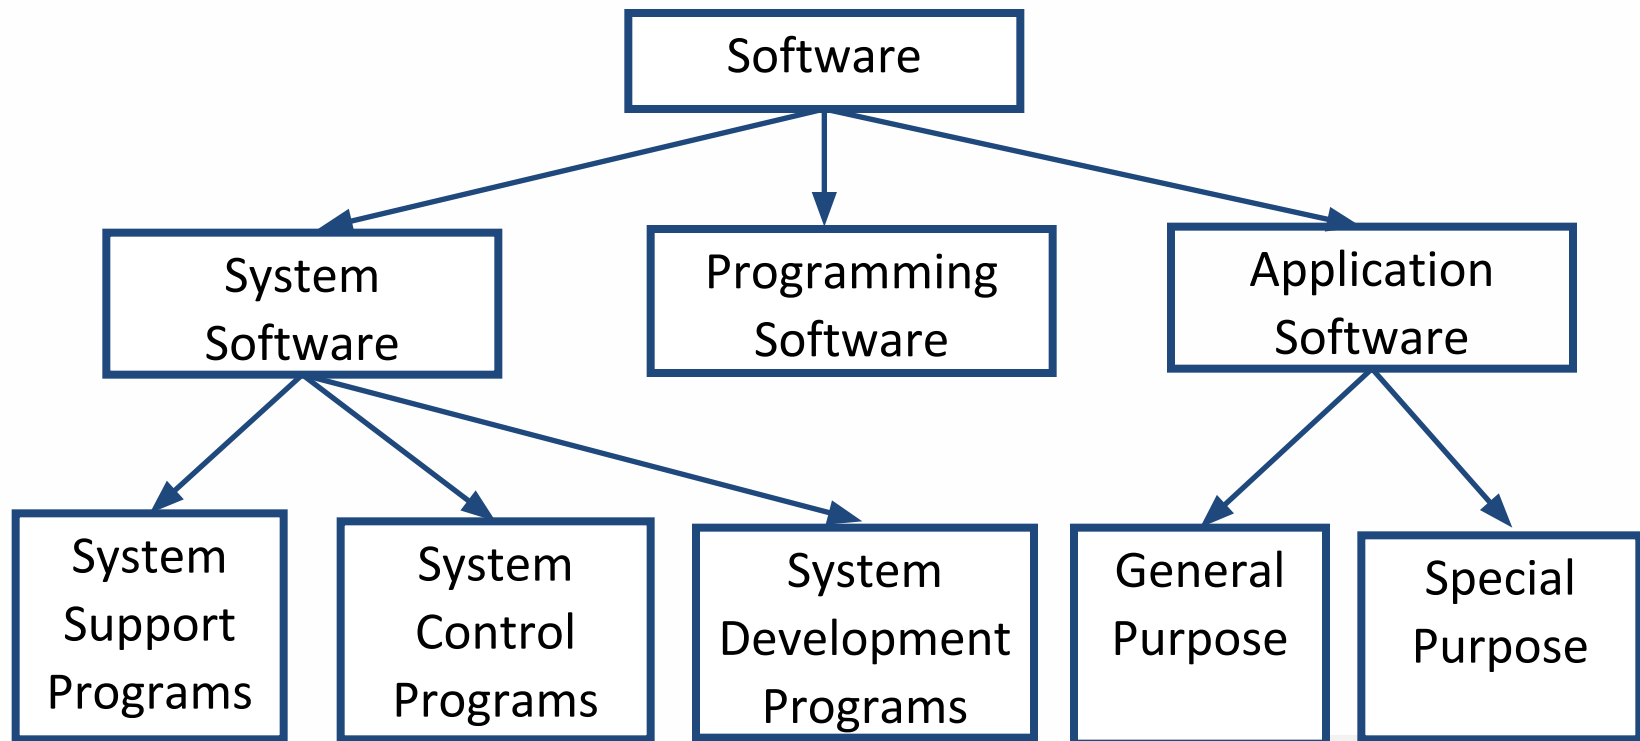 Software
System
Software
Programming
Software
Application
Software
System
Support
Programs
System
Control
Programs
System
Development
Programs
General
Purpose
Special
Purpose